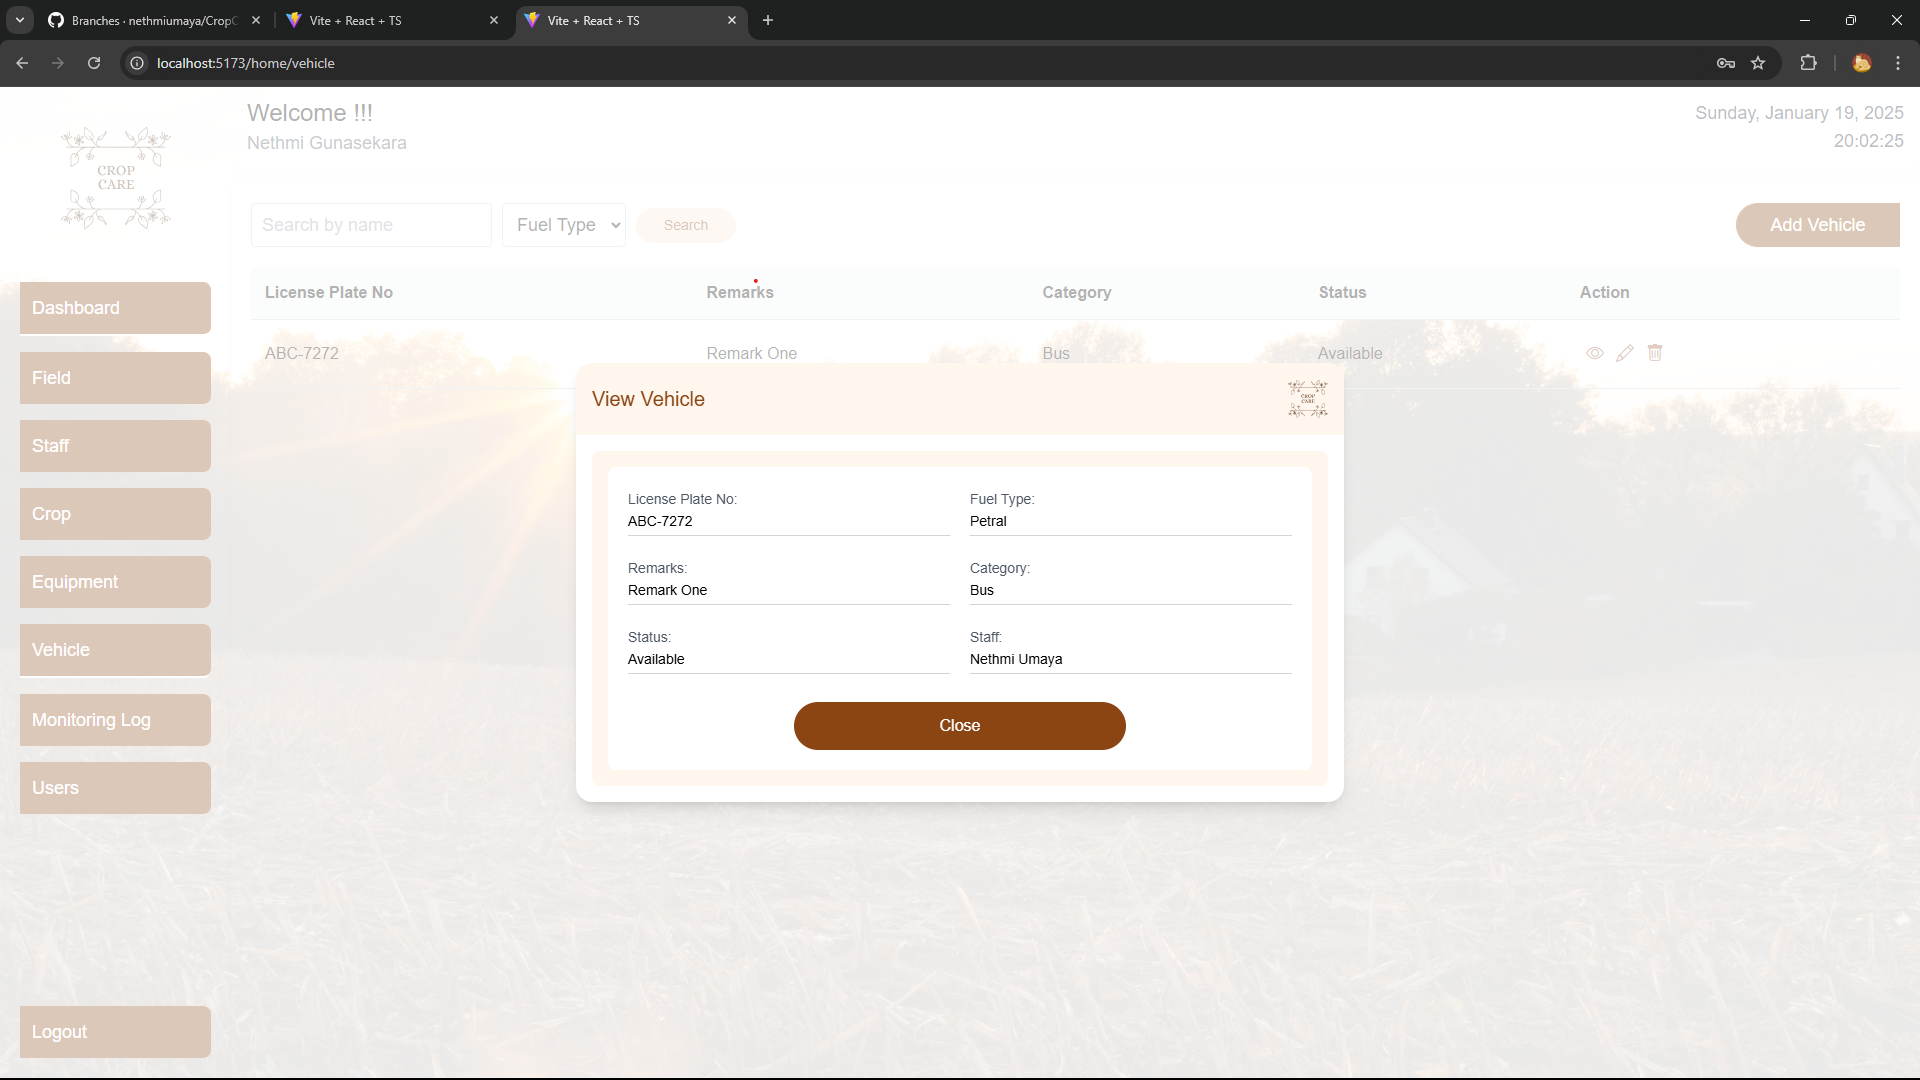 Branches · nethmiumaya/CropC
Vite + React + TS
Vite + React + TS
localhost:5173/home/vehicle
CROP
CARE
Welcome !!!
Nethmi Gunasekara
Sunday, January 19, 2025
20:02:25
Search by name
Fuel Type
Search
Add Vehicle
License Plate No Remarks Category Status Action
ABC-7272 Remark One Bus Available
Dashboard
Field
Staff
Crop
Equipment
Vehicle
Monitoring Log
Users
Logout
View Vehicle
CROP
CARE
License Plate No:
ABC-7272
Fuel Type:
Petral
Remarks:
Remark One
Category:
Bus
Status:
Available
Staff:
Nethmi Umaya
Close